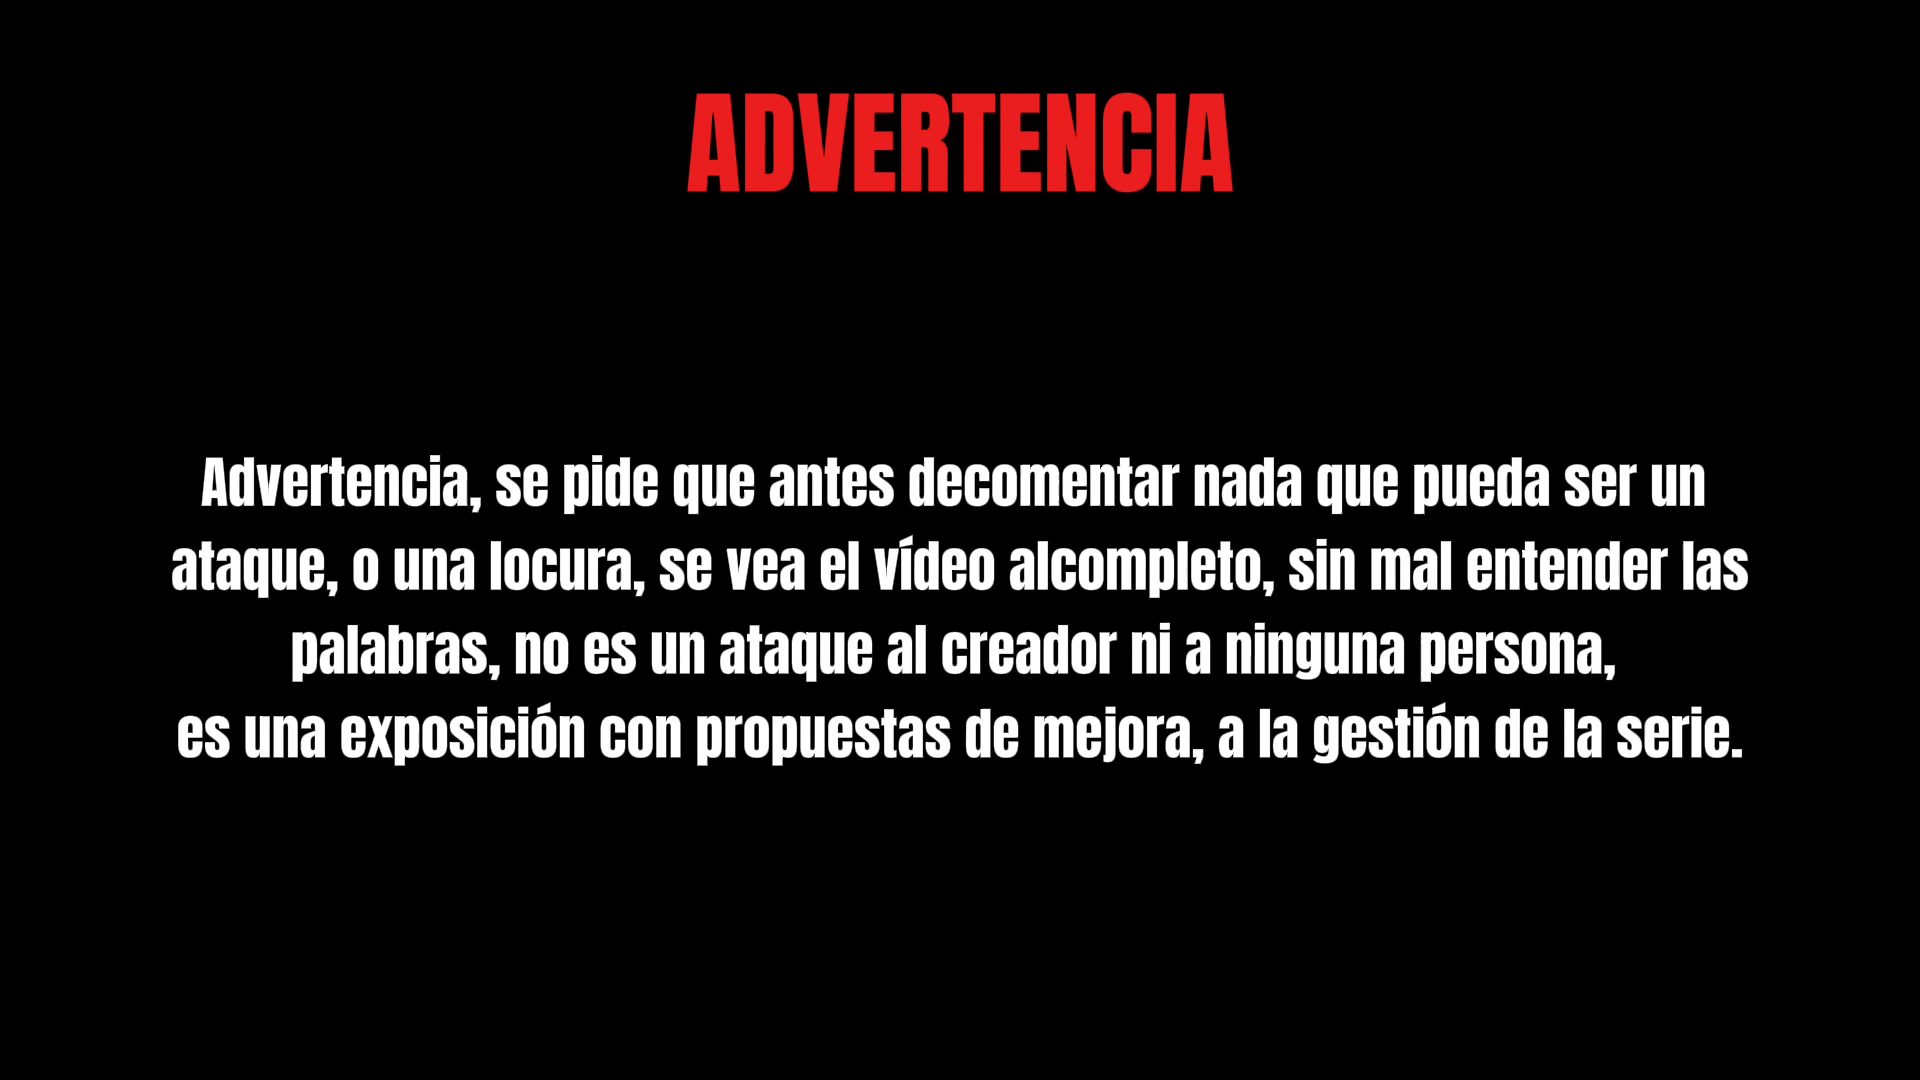 ADVERTENCIA
Advertencia, se pide que antes decomentar nada que pueda ser un
ataque, o una locura, se vea el vídeo alcompleto, sin mal entender las
palabras, no es un ataque al creador ni a ninguna persona,
es una exposición con propuestas de mejora, a la gestión de la serie.